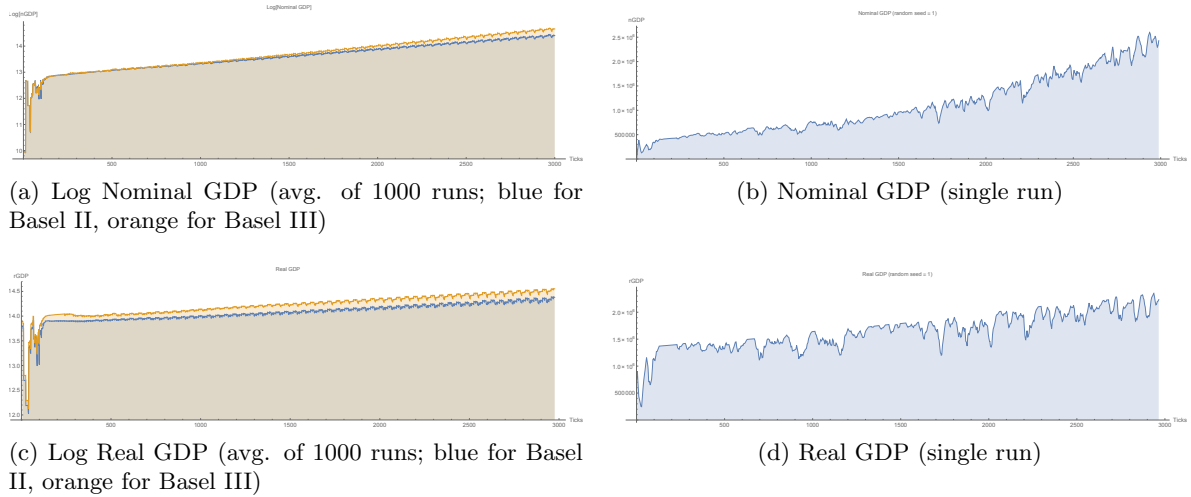 Log[Nominal GDP]
Log[nGDP]
14
13
12
11
10
500
1000
1500
2000
2500
3000
Ticks
(a) Log Nominal GDP (avg. of 1000 runs; blue for
Basel II, orange for Basel III)
Nominal GDP (random seed = 1)
nGDP
2.5×10⁶
2.0×10⁶
1.5×10⁶
1.0×10⁶
500000
500
1000
1500
2000
2500
3000
Ticks
(b) Nominal GDP (single run)
Real GDP
rGDP
14.5
14.0
13.5
13.0
12.5
12.0
500
1000
1500
2000
2500
3000
Ticks
(c) Log Real GDP (avg. of 1000 runs; blue for Basel
II, orange for Basel III)
Real GDP (random seed = 1)
rGDP
2.0×10⁶
1.5×10⁶
1.0×10⁶
500000
500
1000
1500
2000
2500
3000
Ticks
(d) Real GDP (single run)